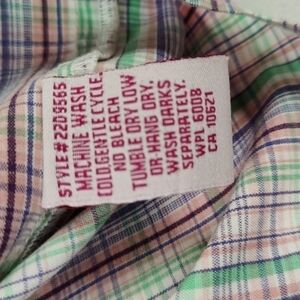 STYLE#22D9565
MACHINE WASH
COLD,GENTLE CYCLE
NO BLEACH
TUMBLE DRY LOW
OR-HANG DRY.
WASH DARKS
SEPARATELY.
WPL 6008
CA 10621